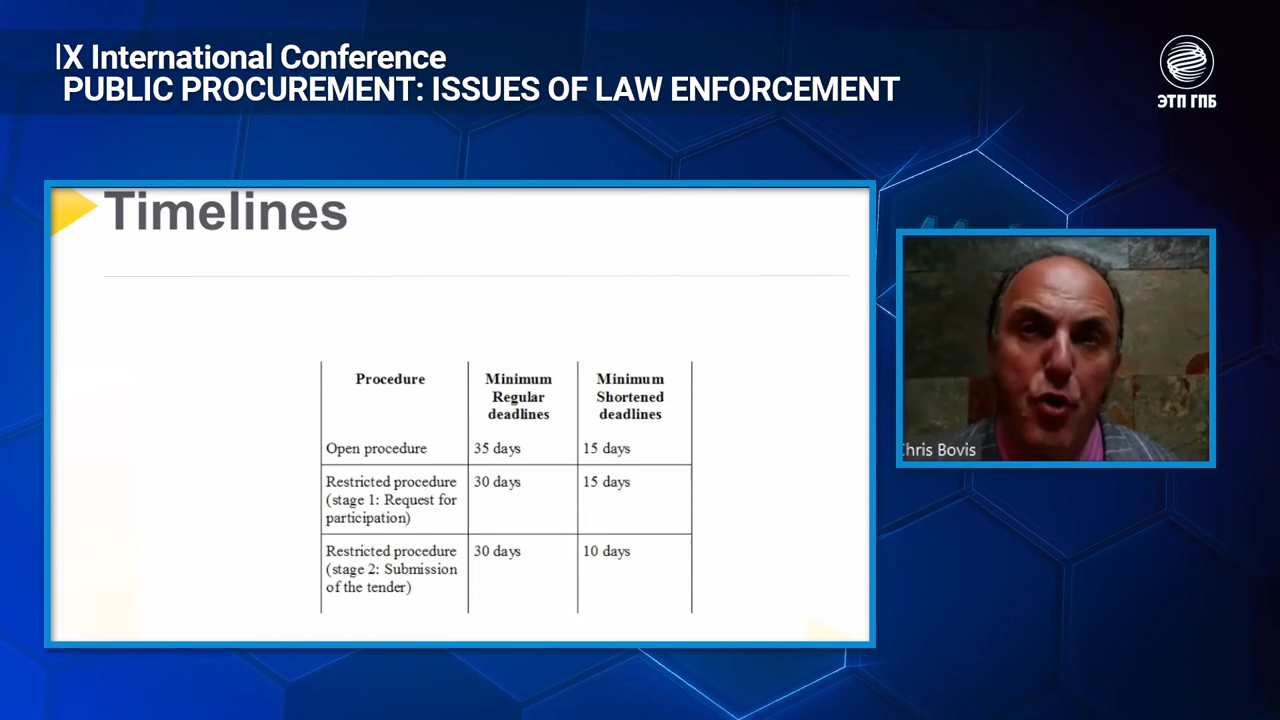 IX International Conference
PUBLIC PROCUREMENT: ISSUES OF LAW ENFORCEMENT
ЭТП ГПБ
Timelines
Procedure
Minimum
Regular
deadlines
Minimum
Shortened
deadlines
Open procedure
35 days
15 days
Restricted procedure
(stage 1: Request for
participation)
30 days
15 days
Restricted procedure
(stage 2: Submission
of the tender)
30 days
10 days
Chris Bovis